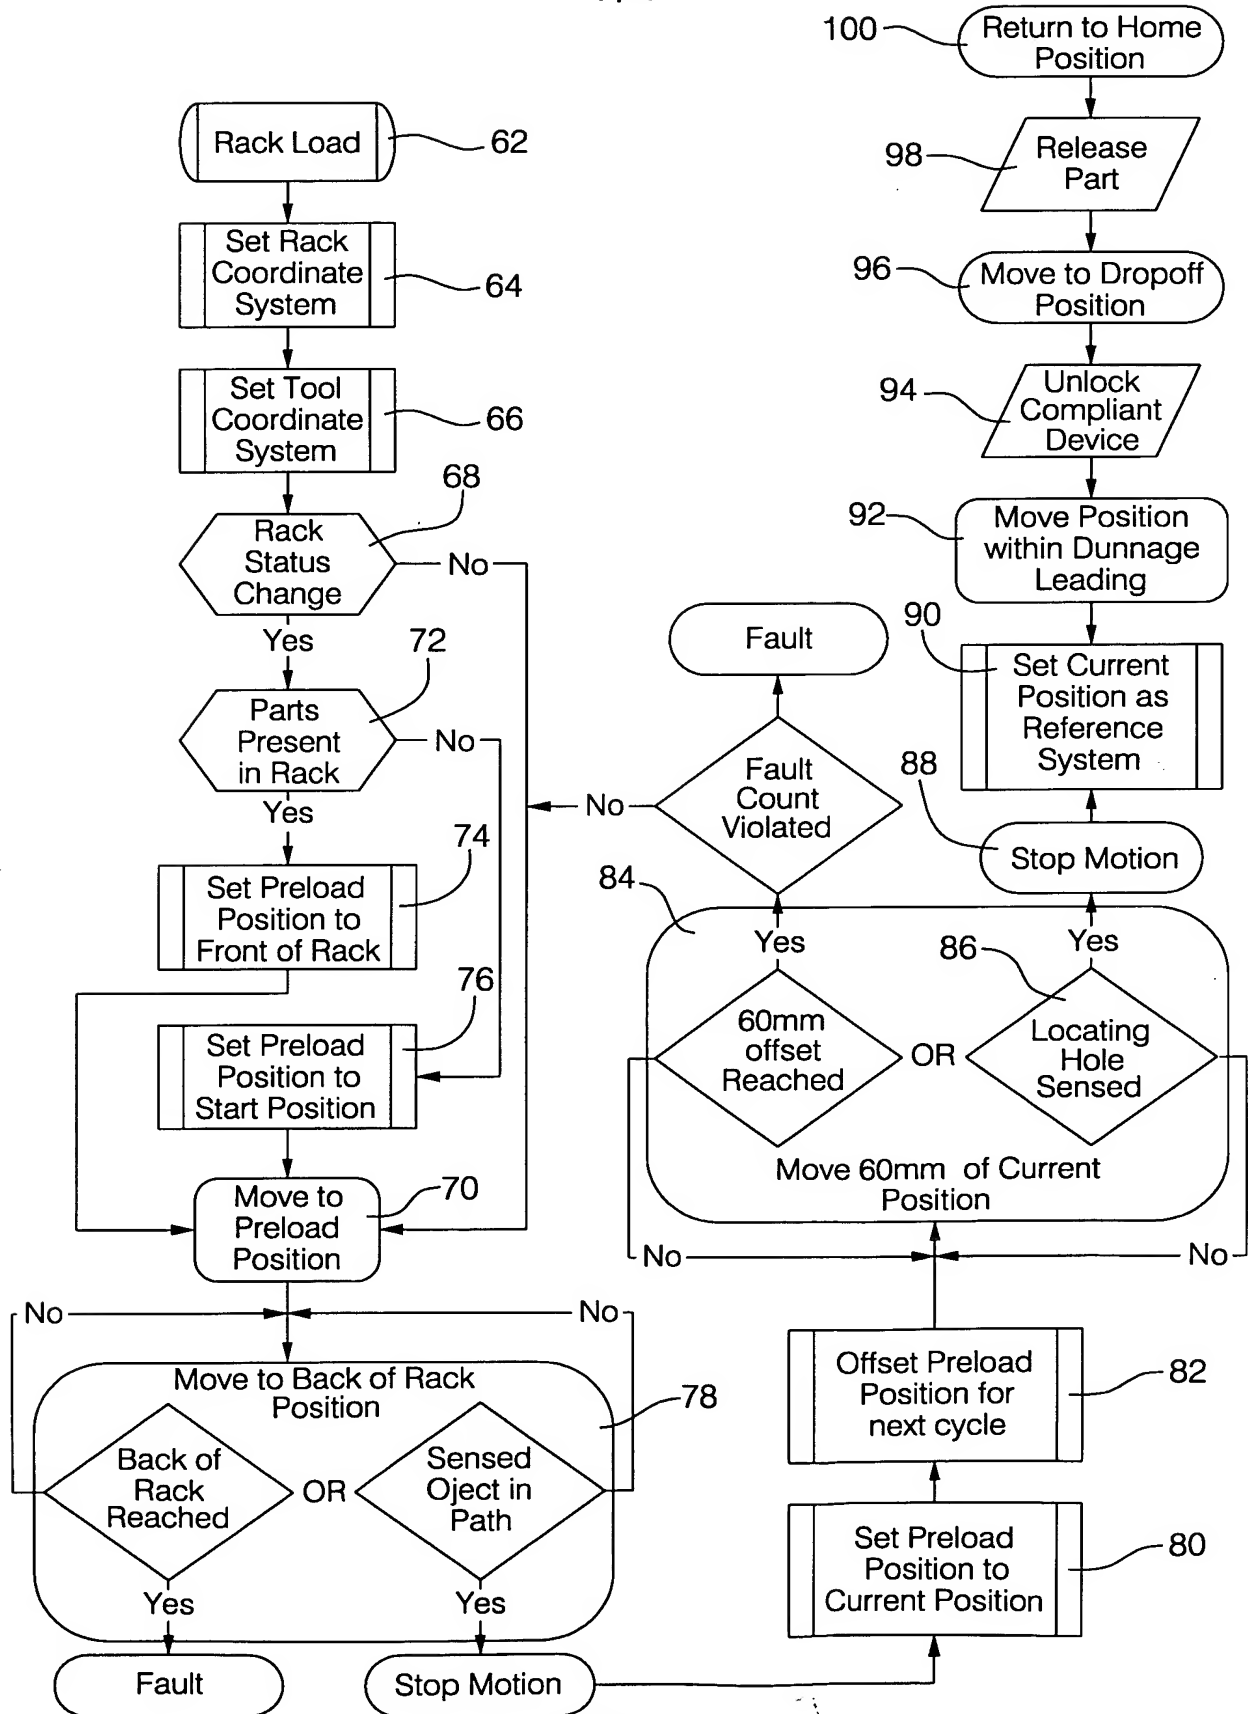 Rack Load
62
Set Rack
Coordinate
System
64
Set Tool
Coordinate
System
66
68
Rack
Status
Change
No
Yes
72
Parts
Present
in Rack
No
Yes
74
Set Preload
Position to
Front of Rack
76
Set Preload
Position to
Start Position
Move to
Preload
Position
70
No
No
Move to Back of Rack
Position
78
Back of
Rack
Reached
OR
Sensed
Oject in
Path
Yes
Yes
Fault
Stop Motion
Set Preload
Position to
Current Position
80
Offset Preload
Position for
next cycle
82
No
No
84
60mm
offset
Reached
OR
86
Locating
Hole
Sensed
Move 60mm of Current
Position
Yes
Yes
Fault
Count
Violated
No
Fault
88
Stop Motion
90
Set Current
Position as
Reference
System
92
Move Position
within Dunnage
Leading
94
Unlock
Compliant
Device
96
Move to Dropoff
Position
98
Release
Part
100
Return to Home
Position